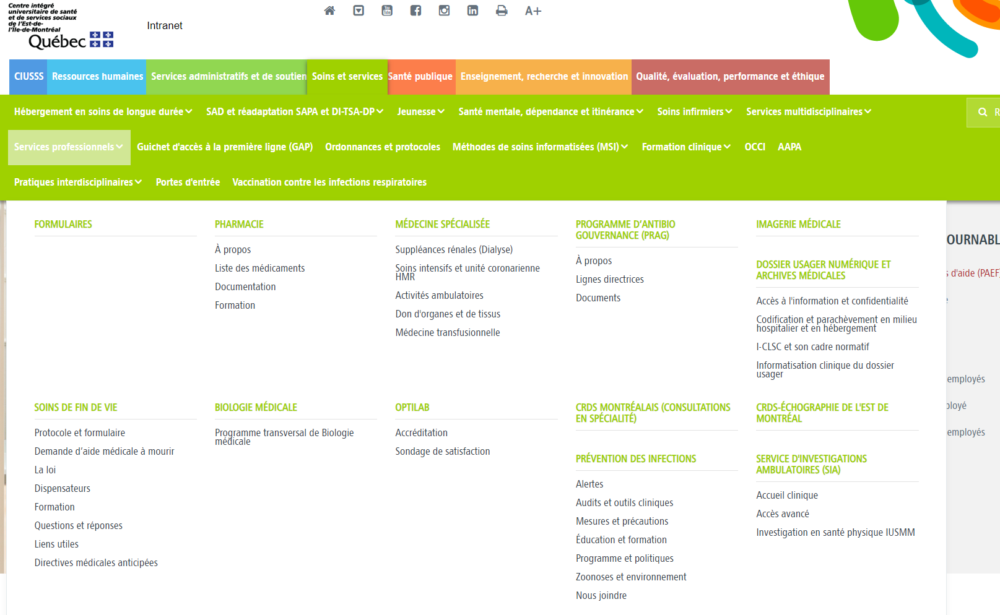 Centre intégré
universitaire de santé
et de services sociaux
de l'Est-de-
l'Île-de-Montréal
Québec
Intranet
A+
CIUSSS
Ressources humaines
Services administratifs et de soutien
Soins et services
Santé publique
Enseignement, recherche et innovation
Qualité, évaluation, performance et éthique
Hébergement en soins de longue durée
SAD et réadaptation SAPA et DI-TSA-DP
Jeunesse
Santé mentale, dépendance et itinérance
Soins infirmiers
Services multidisciplinaires
R
Services professionnels
Guichet d'accès à la première ligne (GAP)
Ordonnances et protocoles
Méthodes de soins informatisées (MSI)
Formation clinique
OCCI
AAPA
Pratiques interdisciplinaires
Portes d'entrée
Vaccination contre les infections respiratoires
FORMULAIRES
PHARMACIE
À propos
Liste des médicaments
Documentation
Formation
MÉDECINE SPÉCIALISÉE
Suppléances rénales (Dialyse)
Soins intensifs et unité coronarienne
HMR
Activités ambulatoires
Don d'organes et de tissus
Médecine transfusionnelle
PROGRAMME D'ANTIBIO
GOUVERNANCE (PRAG)
À propos
Lignes directrices
Documents
IMAGERIE MÉDICALE
DOSSIER USAGER NUMÉRIQUE ET
ARCHIVES MÉDICALES
Accès à l'information et confidentialité
Codification et parachèvement en milieu
hospitalier et en hébergement
I-CLSC et son cadre normatif
Informatisation clinique du dossier
usager
SOINS DE FIN DE VIE
Protocole et formulaire
Demande d'aide médicale à mourir
La loi
Dispensateurs
Formation
Questions et réponses
Liens utiles
Directives médicales anticipées
BIOLOGIE MÉDICALE
Programme transversal de Biologie
médicale
OPTILAB
Accréditation
Sondage de satisfaction
CRDS MONTRÉALAIS (CONSULTATIONS
EN SPÉCIALITÉ)
PRÉVENTION DES INFECTIONS
Alertes
Audits et outils cliniques
Mesures et précautions
Éducation et formation
Programme et politiques
Zoonoses et environnement
Nous joindre
CRDS-ÉCHOGRAPHIE DE L'EST DE
MONTRÉAL
SERVICE D'INVESTIGATIONS
AMBULATOIRES (SIA)
Accueil clinique
Accès avancé
Investigation en santé physique IUSMM
OURNABL
s d'aide (PAEF)
e
employés
ployé
employés